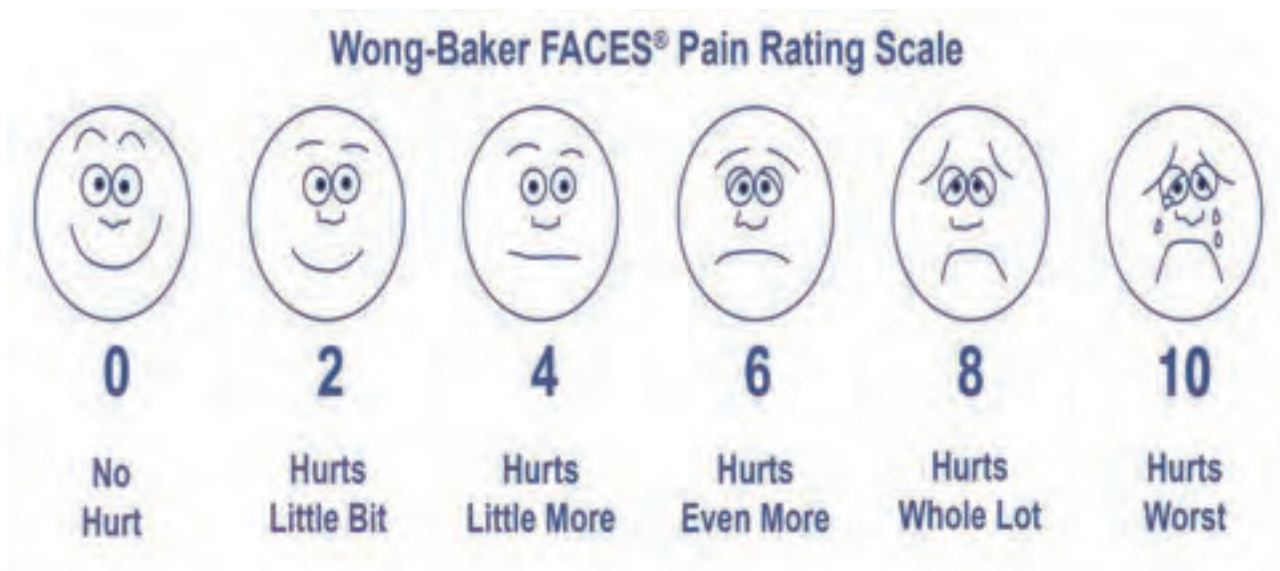 Wong-Baker FACES® Pain Rating Scale
0
2
4
6
8
10
No
Hurt
Hurts
Little Bit
Hurts
Little More
Hurts
Even More
Hurts
Whole Lot
Hurts
Worst